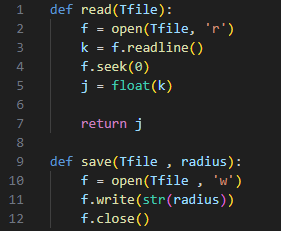 1 def read(Tfile):
2     f = open(Tfile, 'r')
3     k = f.readline()
4     f.seek(0)
5     j = float(k)
6
7     return j
8
9 def save(Tfile , radius):
10     f = open(Tfile , 'w')
11     f.write(str(radius))
12     f.close()